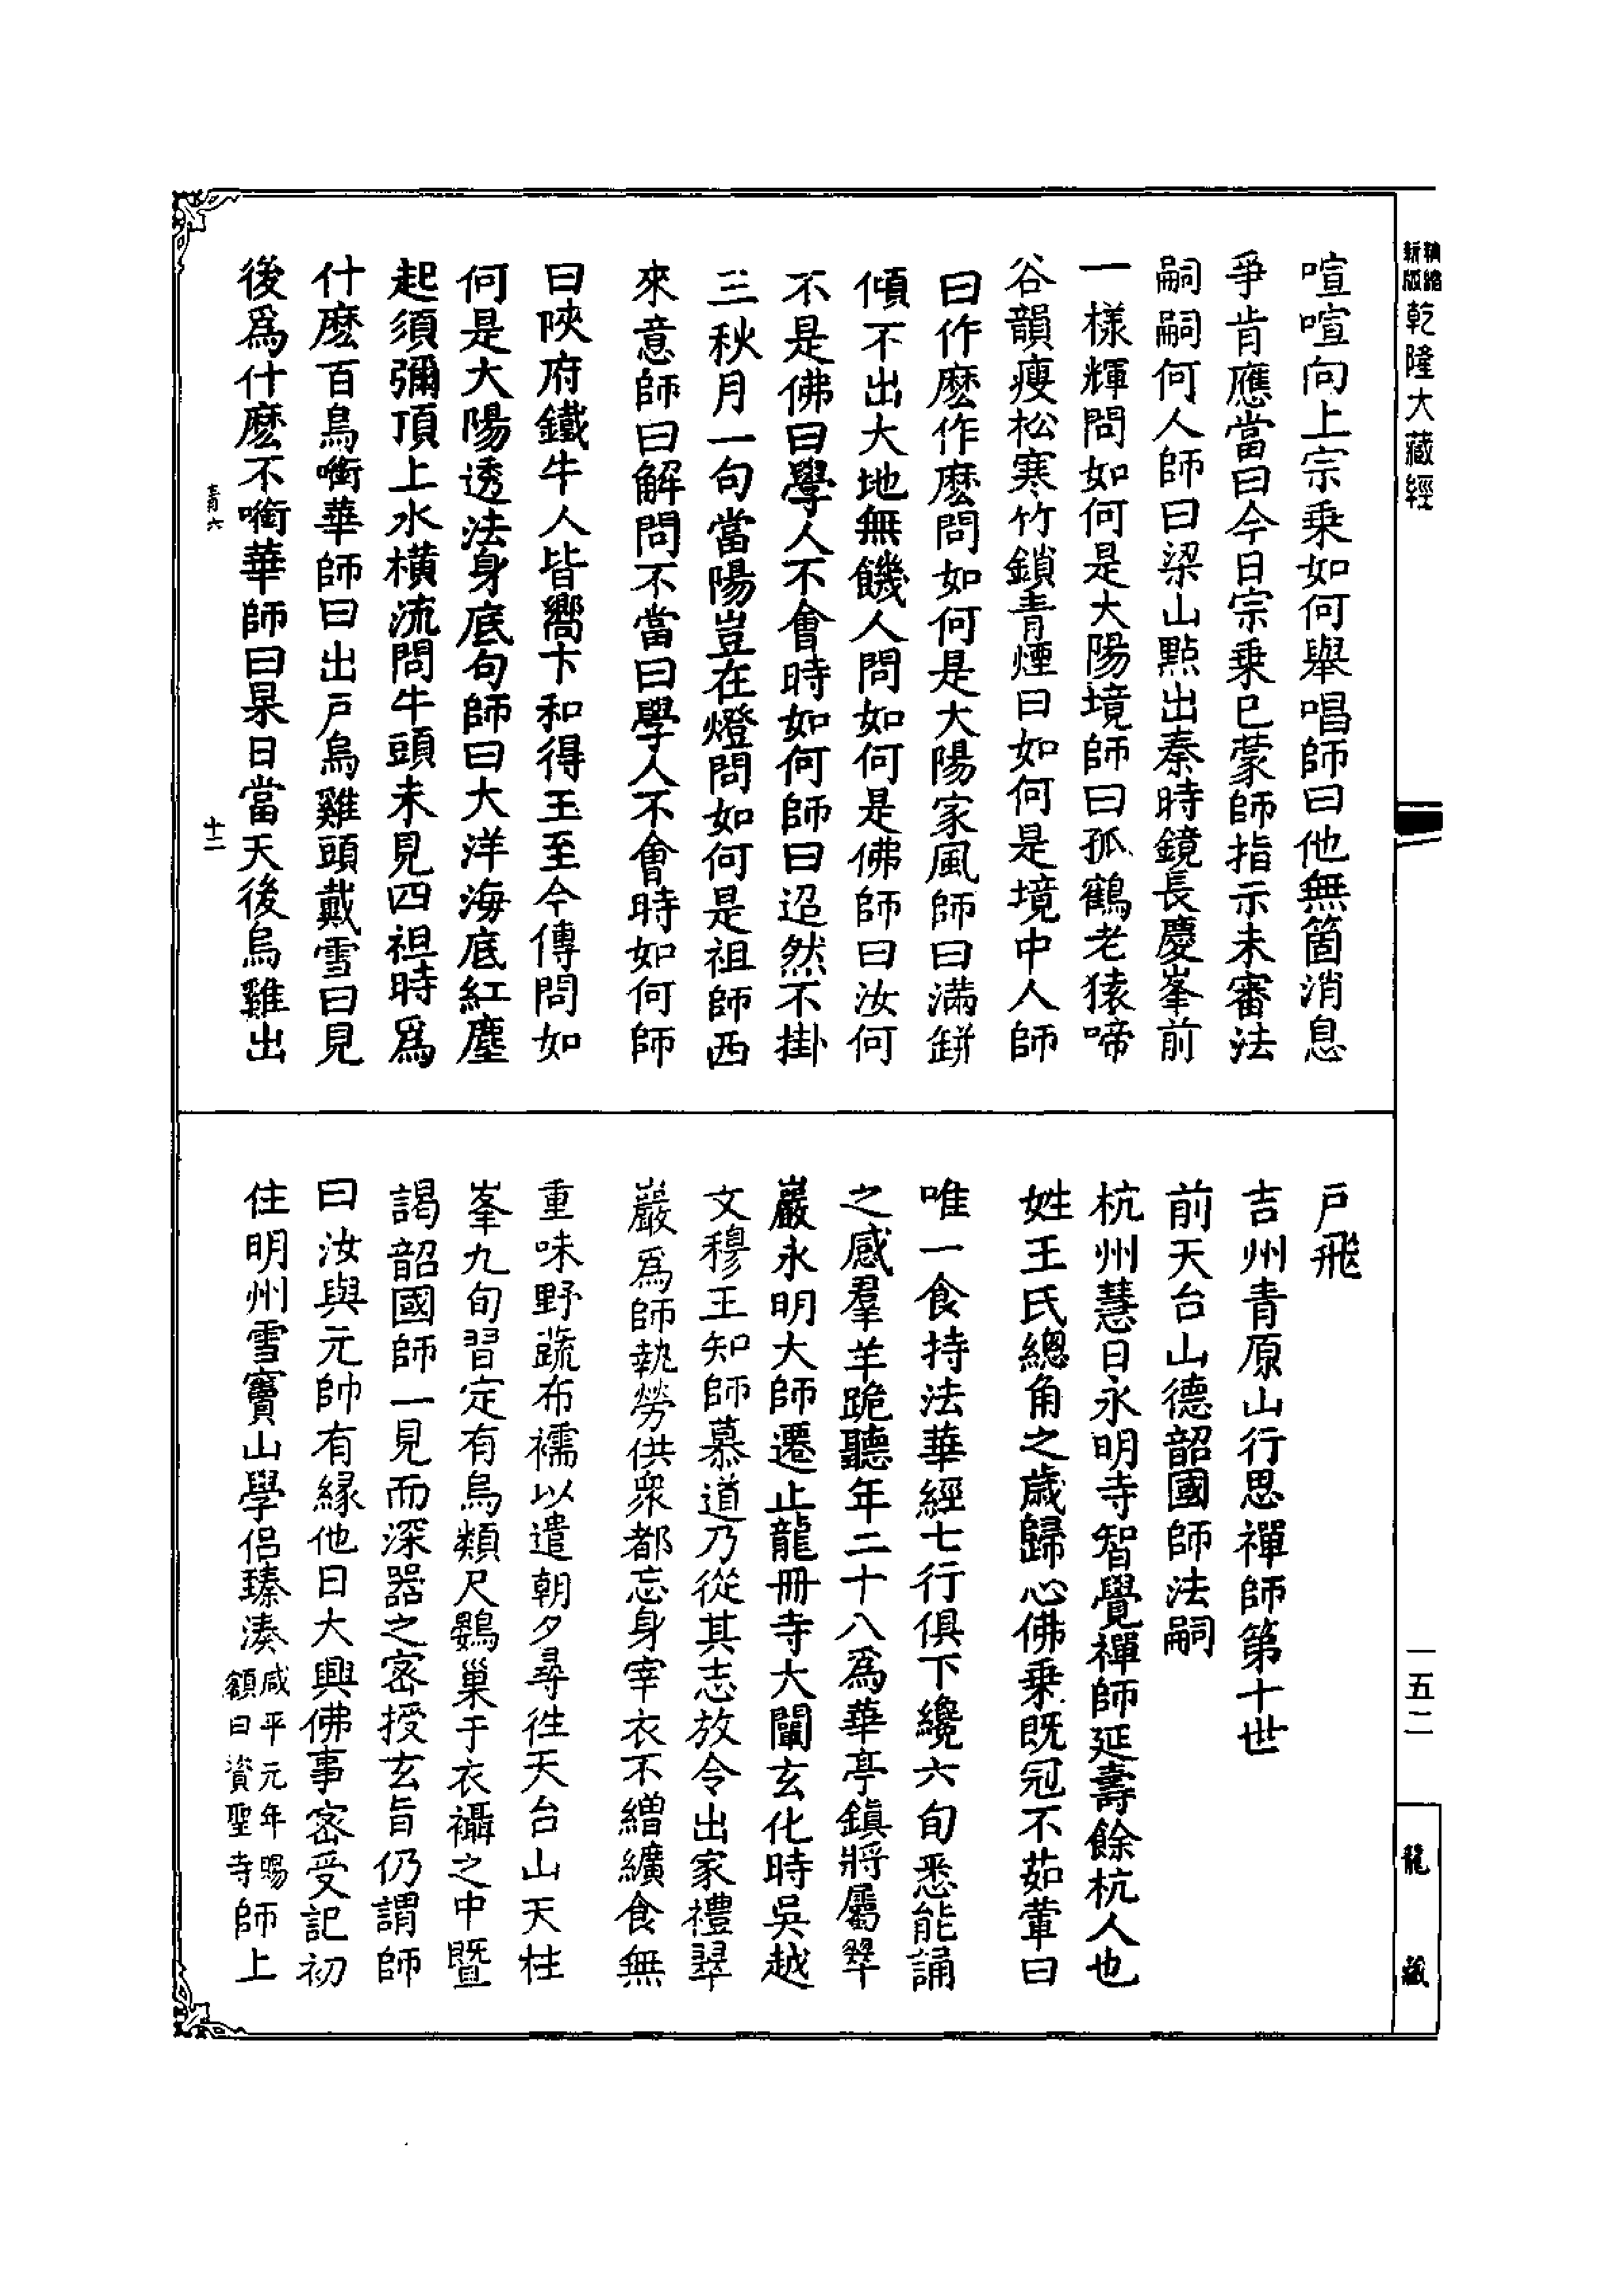 精縮
新版
乾隆大藏經
一五二
龍藏
喧喧向上宗乘如何舉唱師曰他無箇消息
爭肯應當曰今日宗乘已蒙師指示未審法
嗣嗣何人師曰梁山點出秦時鏡長慶峯前
一樣輝問如何是大陽境師曰孤鶴老猿啼
谷韻瘦松寒竹鎖青煙曰如何是境中人師
曰作麽作麽問如何是大陽家風師曰滿缾
傾不出大地無饑人問如何是佛師曰汝何
不是佛曰學人不會時如何師曰迢然不掛
三秋月一句當陽豈在燈問如何是祖師西
來意師曰解問不當曰學人不會時如何師
曰陝府鐵牛人皆嚮卞和得玉至今傳問如
何是大陽透法身底句師曰大洋海底紅塵
起須彌頂上水橫流問牛頭未見四祖時爲
什麽百鳥㘅華師曰出戶烏雞頭戴雪曰見
後爲什麽不㘅華師曰杲日當天後烏雞出
青六
十二
戶飛
吉州青原山行思禪師第十世
前天台山德韶國師法嗣
杭州慧日永明寺智覺禪師延壽餘杭人也
姓王氏總角之歲歸心佛乘既冠不茹葷日
唯一食持法華經七行俱下纔六旬悉能誦
之感羣羊跪聽年二十八爲華亭鎮將屬翠
巖永明大師遷止龍冊寺大闡玄化時吳越
文穆王知師慕道乃從其志放令出家禮翠
巖爲師執勞供衆都忘身宰衣不繒纊食無
重味野蔬布襦以遣朝夕尋徃天台山天柱
峯九旬習定有鳥類尺鷃巢于衣襵之中暨
謁韶國師一見而深器之密授玄旨仍謂師
曰汝與元帥有緣他日大興佛事密受記初
住明州雪竇山學侶臻湊咸平元年賜額曰資聖寺師上